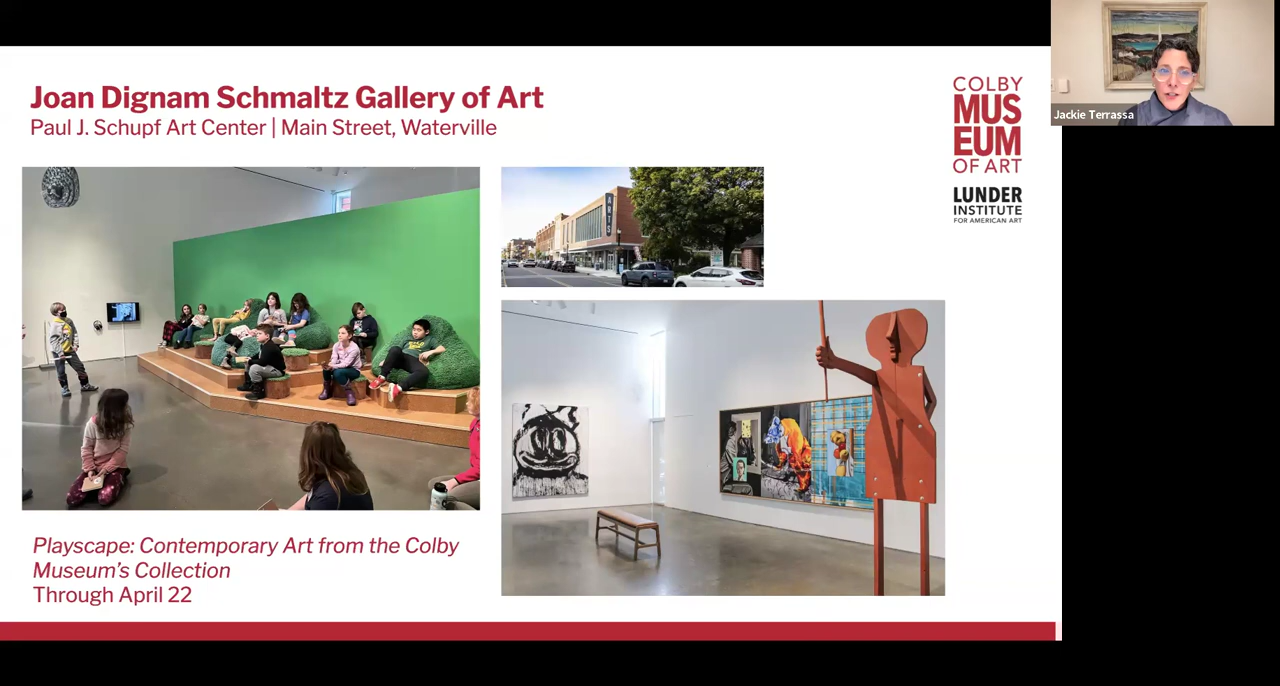 Joan Dignam Schmaltz Gallery of Art
Paul J. Schupf Art Center | Main Street, Waterville
COLBY
MUS
EUM
OF ART
LUNDER
INSTITUTE
FOR AMERICAN ART
Jackie Terrassa
ARTS
Playscape: Contemporary Art from the Colby
Museum's Collection
Through April 22